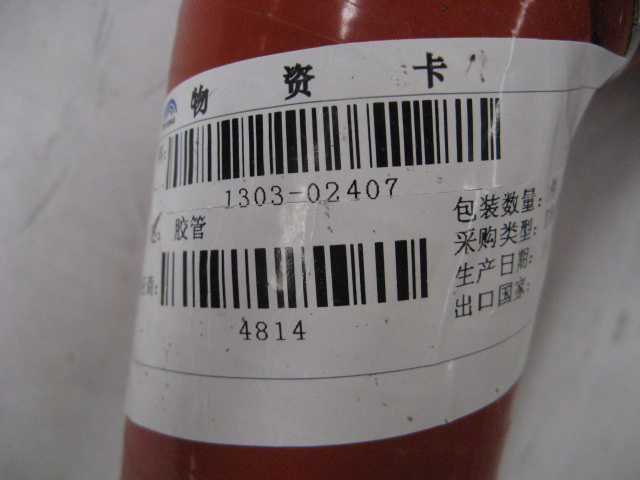 物资卡
1303-02407
胶管
4814
包装数量:
采购类型:
生产日期:
出口国家: